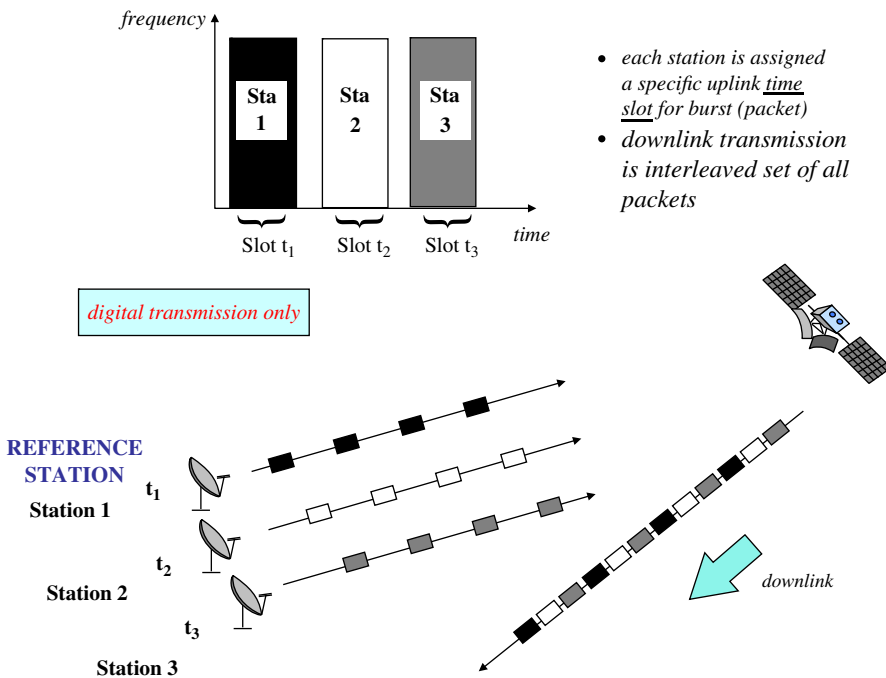 frequency
Sta
1
Sta
2
Sta
3
Slot t₁
Slot t₂
Slot t₃
time
• each station is assigned
a specific uplink time
slot for burst (packet)
• downlink transmission
is interleaved set of all
packets
digital transmission only
REFERENCE
STATION
t₁
Station 1
t₂
Station 2
t₃
Station 3
downlink